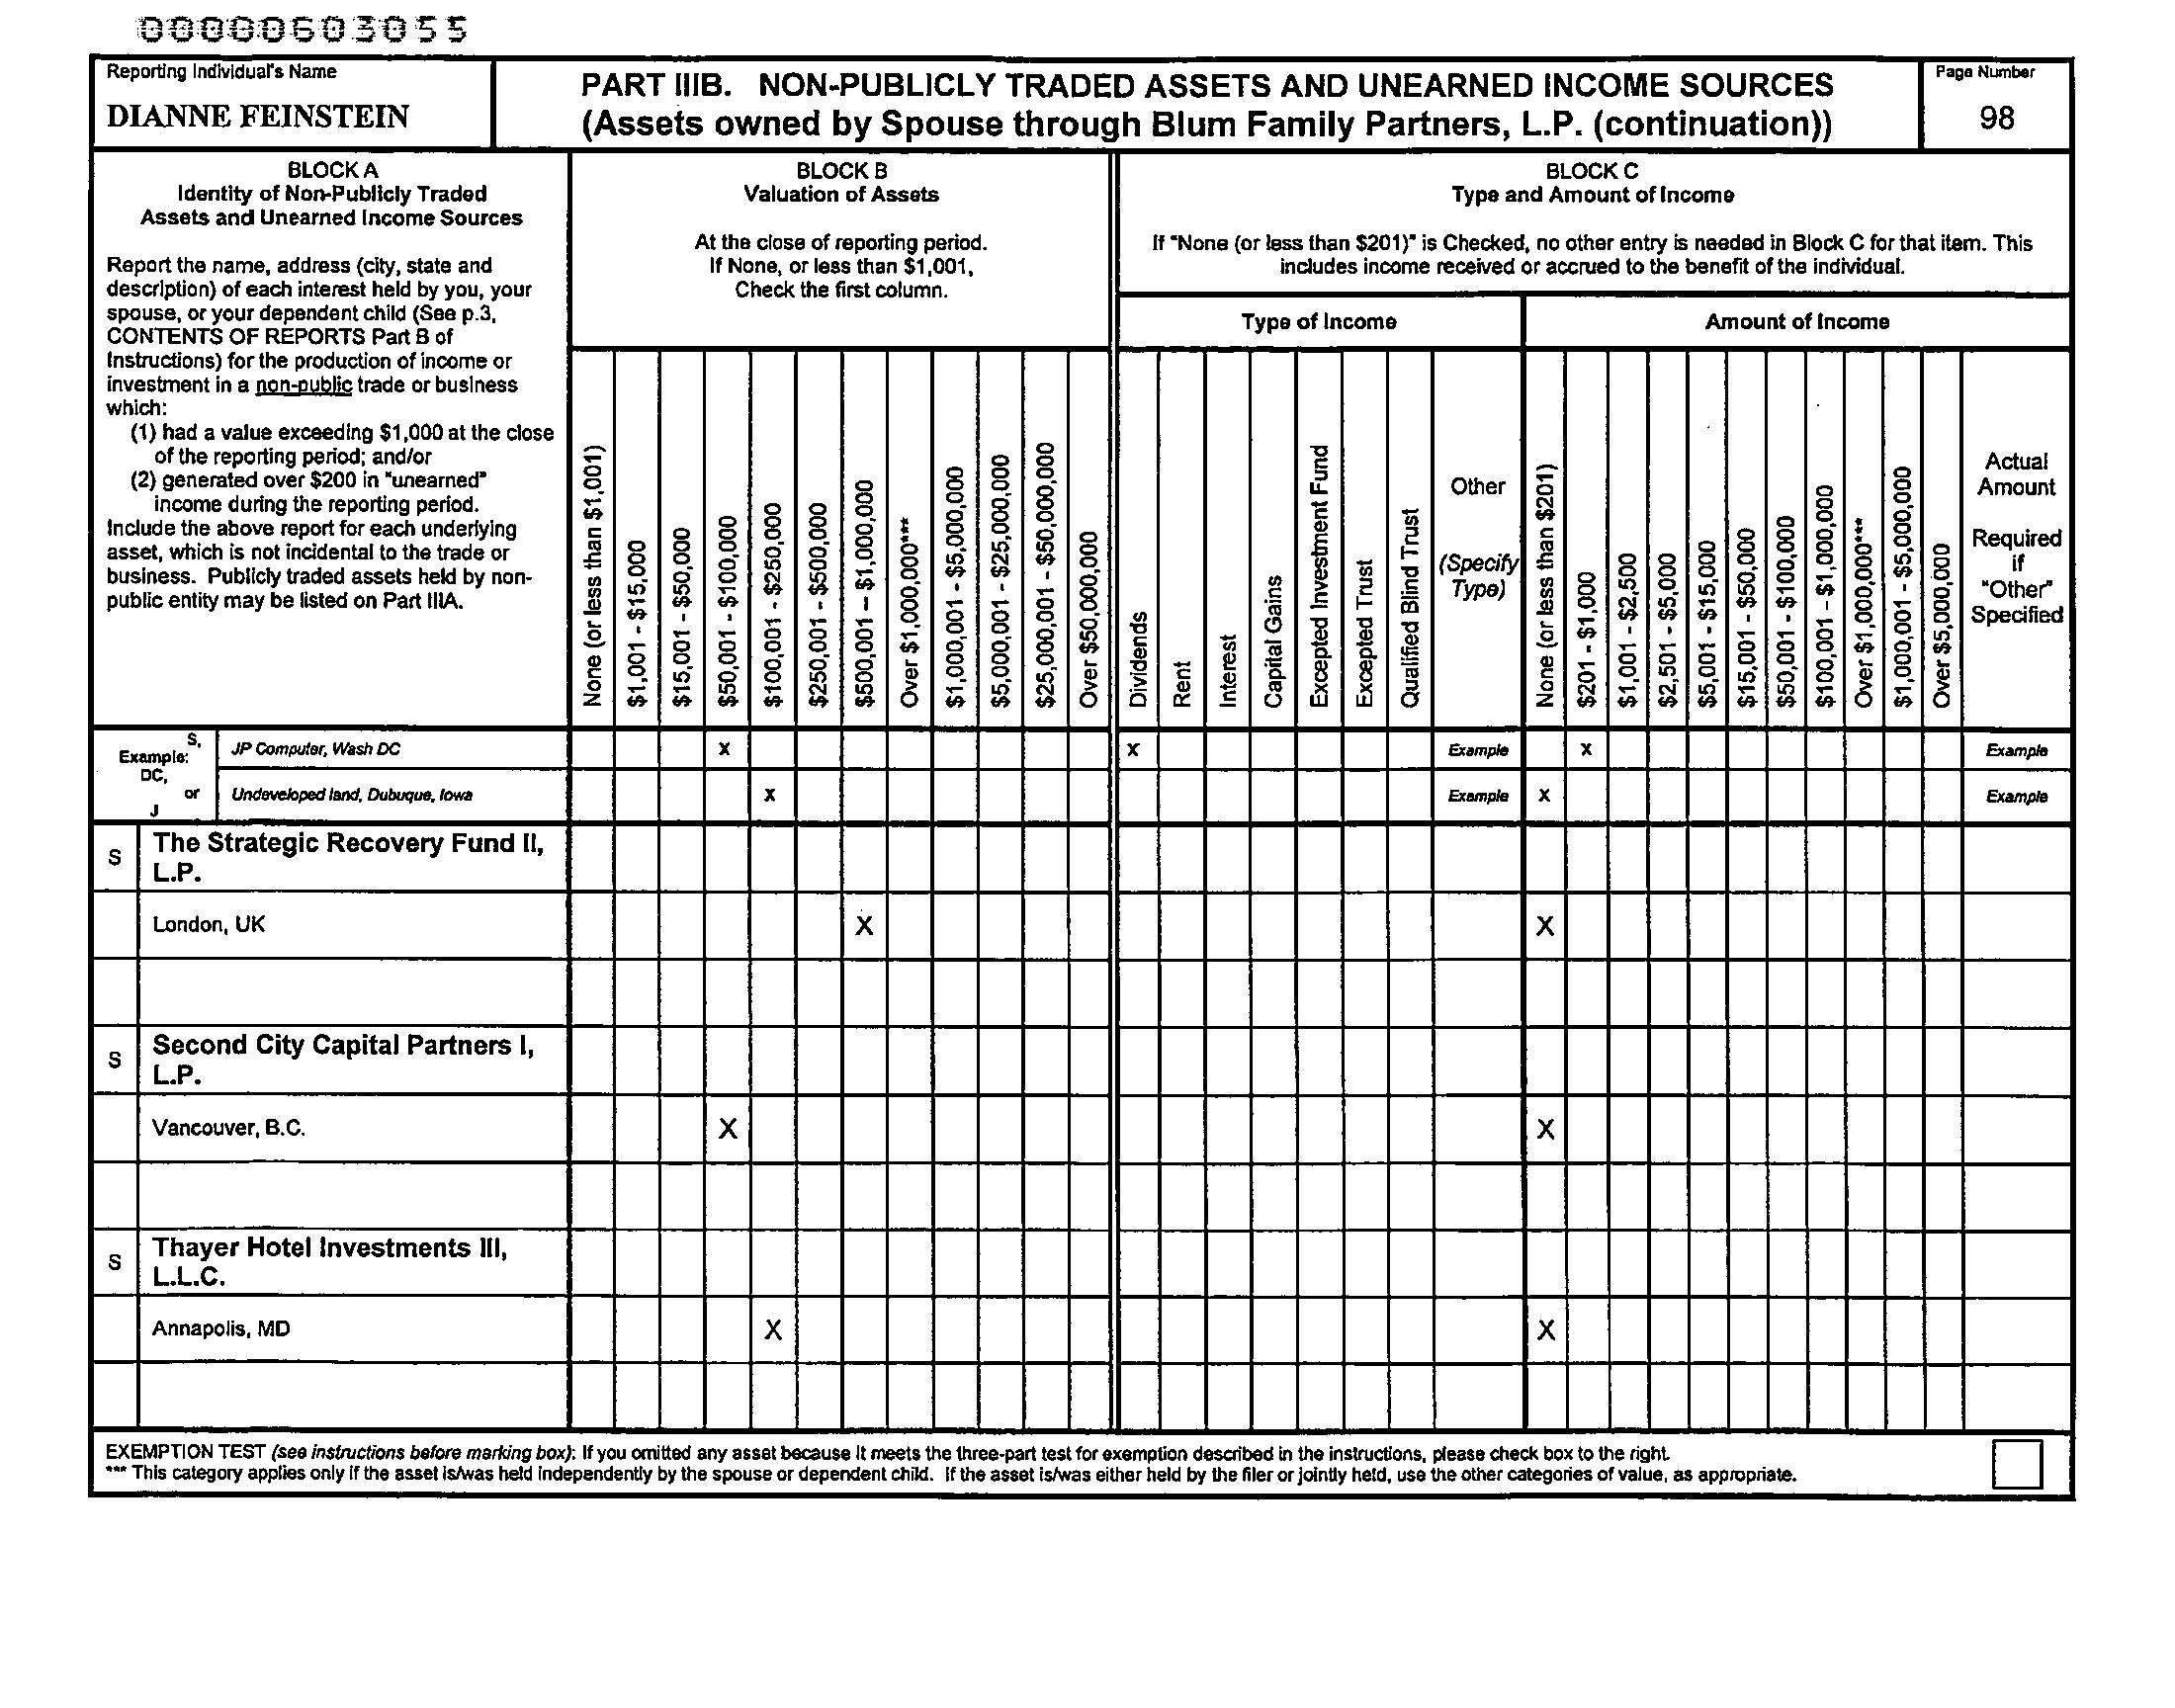 00000603055
Reporting Individual's Name
DIANNE FEINSTEIN
PART IIIB. NON-PUBLICLY TRADED ASSETS AND UNEARNED INCOME SOURCES
(Assets owned by Spouse through Blum Family Partners, L.P. (continuation))
Page Number
98
BLOCK A
Identity of Non-Publicly Traded
Assets and Unearned Income Sources
Report the name, address (city, state and
description) of each interest held by you, your
spouse, or your dependent child (See p.3,
CONTENTS OF REPORTS Part B of
Instructions) for the production of income or
investment in a non-public trade or business
which:
(1) had a value exceeding $1,000 at the close
of the reporting period; and/or
(2) generated over $200 in "unearned"
income during the reporting period.
Include the above report for each underlying
asset, which is not incidental to the trade or
business. Publicly traded assets held by non-
public entity may be listed on Part IIIA.
BLOCK B
Valuation of Assets
At the close of reporting period.
If None, or less than $1,001,
Check the first column.
None (or less than $1,001)
$1,001 - $15,000
$15,001 - $50,000
$50,001 - $100,000
$100,001 - $250,000
$250,001 - $500,000
$500,001 – $1,000,000
Over $1,000,000***
$1,000,001 - $5,000,000
$5,000,001 - $25,000,000
$25,000,001 - $50,000,000
Over $50,000,000
BLOCK C
Type and Amount of Income
If "None (or less than $201)" is Checked, no other entry is needed in Block C for that item. This
includes income received or accrued to the benefit of the individual.
Type of Income
Amount of Income
Dividends
Rent
Interest
Capital Gains
Excepted Investment Fund
Excepted Trust
Qualified Blind Trust
Other
(Specify
Type)
None (or less than $201)
$201 - $1,000
$1,001 - $2,500
$2,501 - $5,000
$5,001 - $15,000
$15,001 - $50,000
$50,001 - $100,000
$100,001 - $1,000,000
Over $1,000,000***
$1,000,001 - $5,000,000
Over $5,000,000
Actual
Amount
Required
if
"Other"
Specified
S,
Example:
DC,
or
J
JP Computer, Wash DC x x Example x Example
Undeveloped land, Dubuque, Iowa x Example x Example
S The Strategic Recovery Fund II,
L.P.
London, UK X X
S Second City Capital Partners I,
L.P.
Vancouver, B.C. X X
S Thayer Hotel Investments III,
L.L.C.
Annapolis, MD X X
EXEMPTION TEST (see instructions before marking box): If you omitted any asset because it meets the three-part test for exemption described in the instructions, please check box to the right.
*** This category applies only if the asset is/was held independently by the spouse or dependent child. If the asset is/was either held by the filer or jointly held, use the other categories of value, as appropriate.